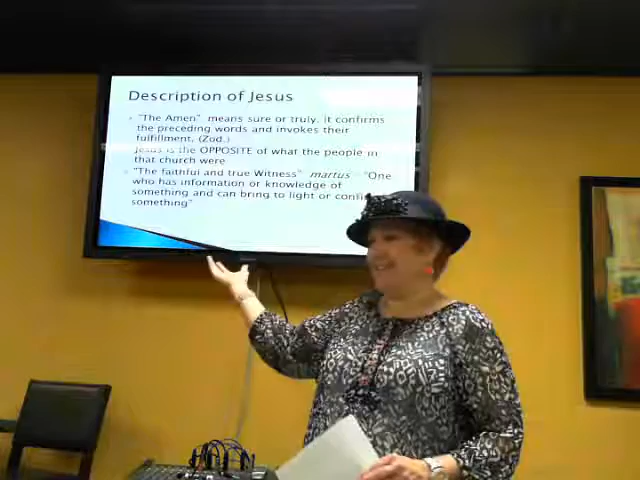 Description of Jesus
"The Amen" means sure or truly. It confirms
the preceding words and invokes their
fulfillment. (Zod.)
Jesus is the OPPOSITE of what the people in
that church were
"The faithful and true Witness" martus – "One
who has information or knowledge of
something and can bring to light or
something"